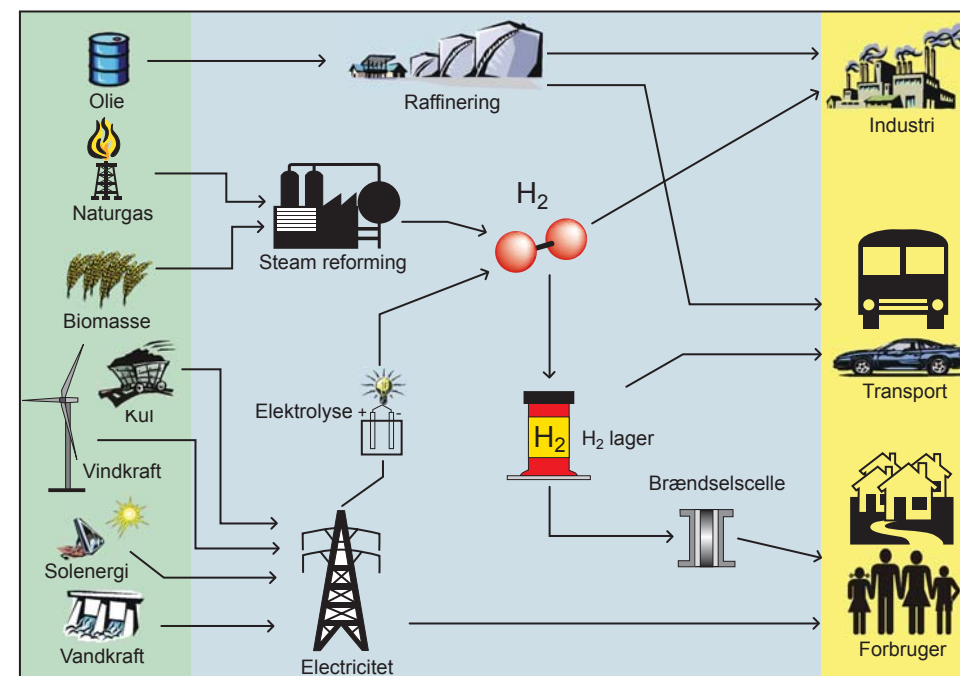 Olie
Raffinering
Industri
Naturgas
Steam reforming
H₂
Biomasse
Transport
Kul
Elektrolyse
+ -
H₂
H₂ lager
Vindkraft
Brændselscelle
Solenergi
Forbruger
Vandkraft
Electricitet